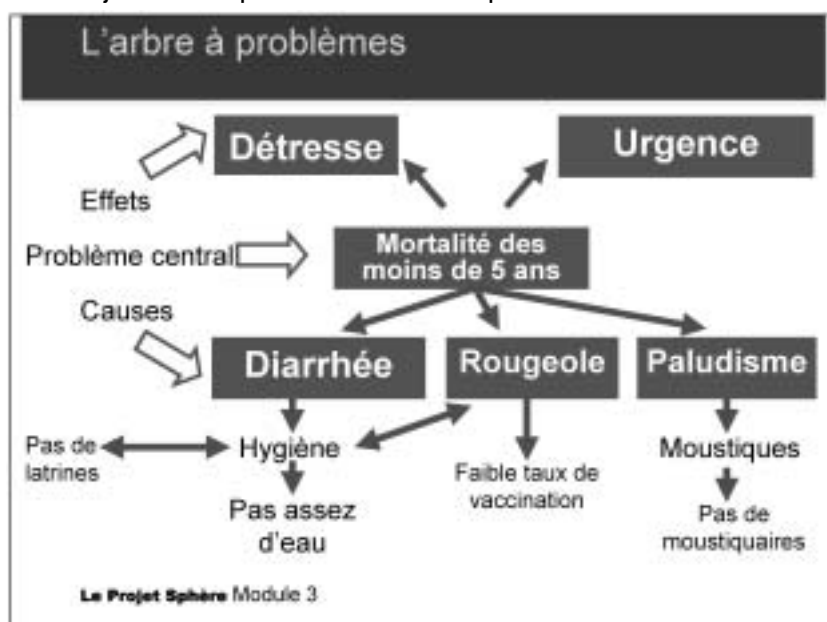 L'arbre à problèmes
Détresse
Urgence
Effets
Problème central
Mortalité des
moins de 5 ans
Causes
Diarrhée
Rougeole
Paludisme
Pas de
latrines
Hygiène
Faible taux de
vaccination
Moustiques
Pas assez
d'eau
Pas de
moustiquaires
Le Projet Sphère Module 3